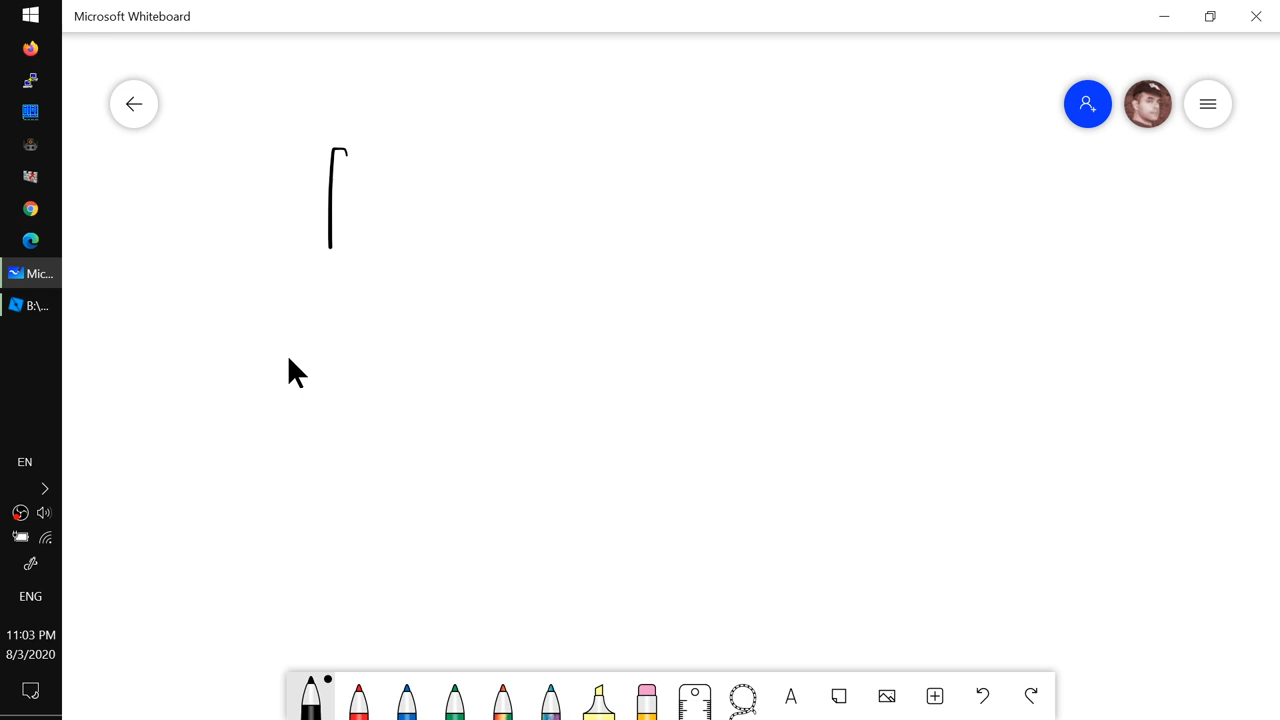 Microsoft Whiteboard
Mic...
B:\...
EN
ENG
11:03 PM
8/3/2020
A